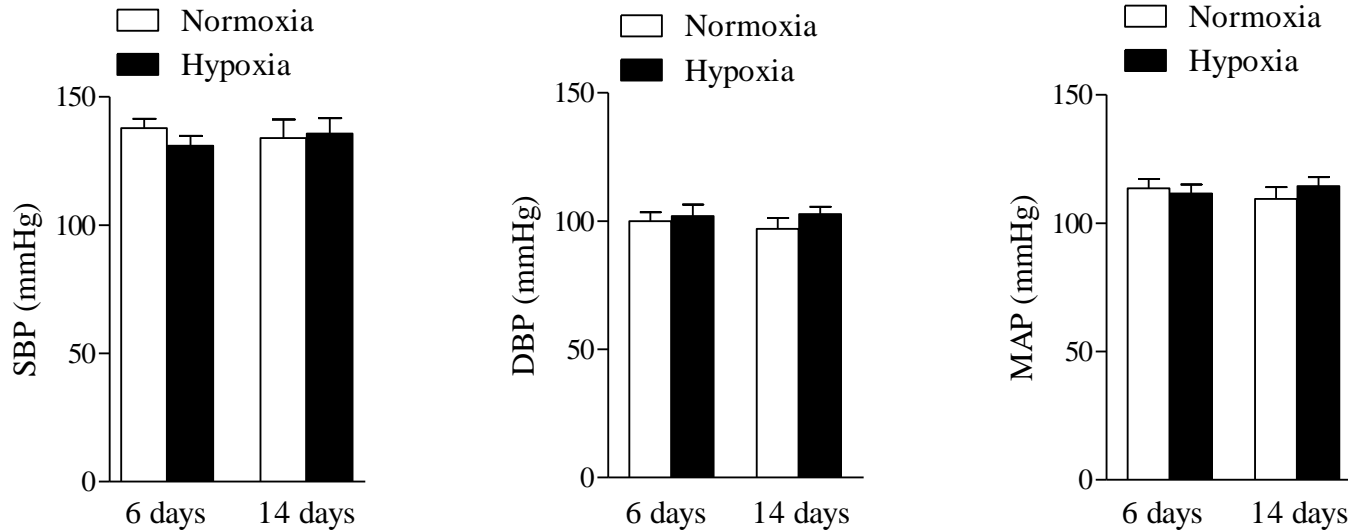 Normoxia
Hypoxia
SBP (mmHg)
150
100
50
0
6 days 14 days
Normoxia
Hypoxia
DBP (mmHg)
150
100
50
0
6 days 14 days
Normoxia
Hypoxia
MAP (mmHg)
150
100
50
0
6 days 14 days